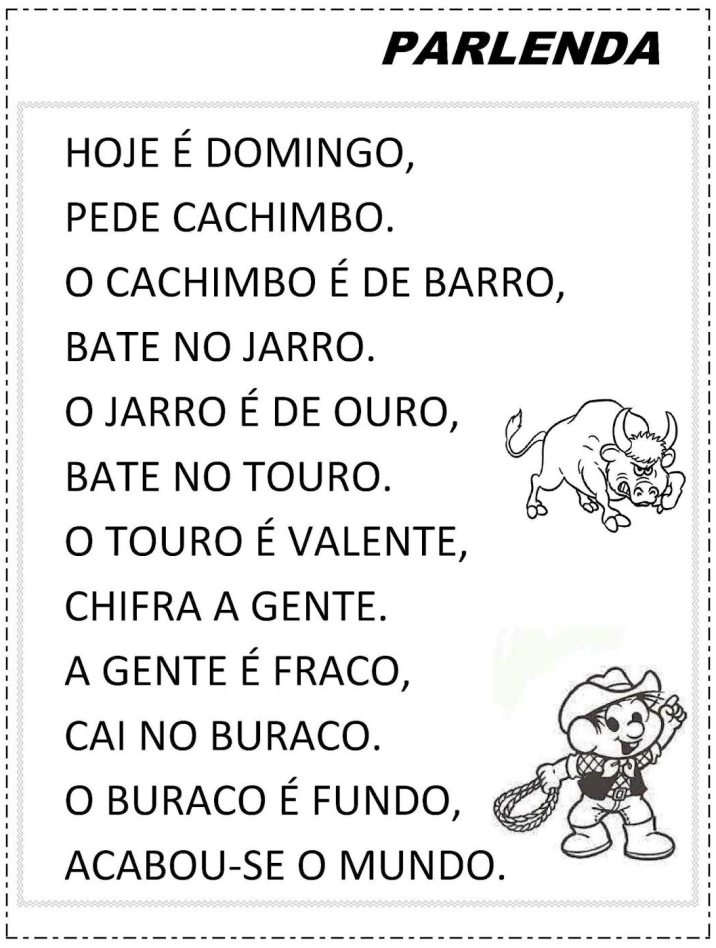 PARLENDA
HOJE É DOMINGO,
PEDE CACHIMBO.
O CACHIMBO É DE BARRO,
BATE NO JARRO.
O JARRO É DE OURO,
BATE NO TOURO.
O TOURO É VALENTE,
CHIFRA A GENTE.
A GENTE É FRACO,
CAI NO BURACO.
O BURACO É FUNDO,
ACABOU-SE O MUNDO.